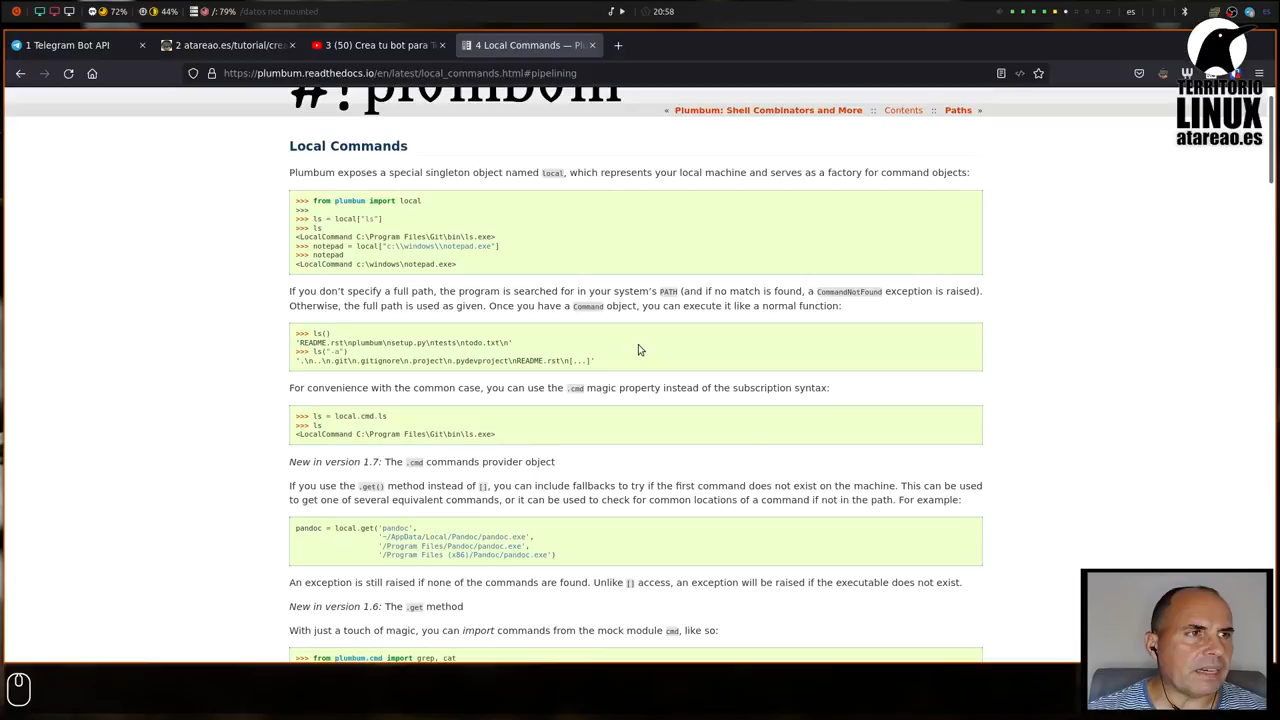 72%
44%
/: 79%
/datos not mounted
20:58
es
ES
1 Telegram Bot API
2 atareao.es/tutorial/cre
3 (50) Crea tu bot para T
4 Local Commands — Pl
https://plumbum.readthedocs.io/en/latest/local_commands.html#pipelining
TERRITORIO
LINUX
atareao.es
#!plumbum
« Plumbum: Shell Combinators and More :: Contents :: Paths »
Local Commands
Plumbum exposes a special singleton object named local, which represents your local machine and serves as a factory for command objects:
>>> from plumbum import local
>>>
>>> ls = local["ls"]
>>> ls
<LocalCommand C:\Program Files\Git\bin\ls.exe>
>>> notepad = local["c:\\windows\\notepad.exe"]
>>> notepad
<LocalCommand c:\windows\notepad.exe>
If you don't specify a full path, the program is searched for in your system's PATH (and if no match is found, a CommandNotFound exception is raised).
Otherwise, the full path is used as given. Once you have a Command object, you can execute it like a normal function:
>>> ls()
'README.rst\nplumbum\nsetup.py\ntests\ntodo.txt\n'
>>> ls("-a")
'.\n..\n.git\n.gitignore\n.project\n.pydevproject\nREADME.rst\n[...]'
For convenience with the common case, you can use the .cmd magic property instead of the subscription syntax:
>>> ls = local.cmd.ls
>>> ls
<LocalCommand C:\Program Files\Git\bin\ls.exe>
New in version 1.7: The .cmd commands provider object
If you use the .get() method instead of [], you can include fallbacks to try if the first command does not exist on the machine. This can be used
to get one of several equivalent commands, or it can be used to check for common locations of a command if not in the path. For example:
pandoc = local.get('pandoc',
'~/AppData/Local/Pandoc/pandoc.exe',
'/Program Files/Pandoc/pandoc.exe',
'/Program Files (x86)/Pandoc/pandoc.exe')
An exception is still raised if none of the commands are found. Unlike [] access, an exception will be raised if the executable does not exist.
New in version 1.6: The .get method
With just a touch of magic, you can import commands from the mock module cmd, like so:
>>> from plumbum.cmd import grep, cat